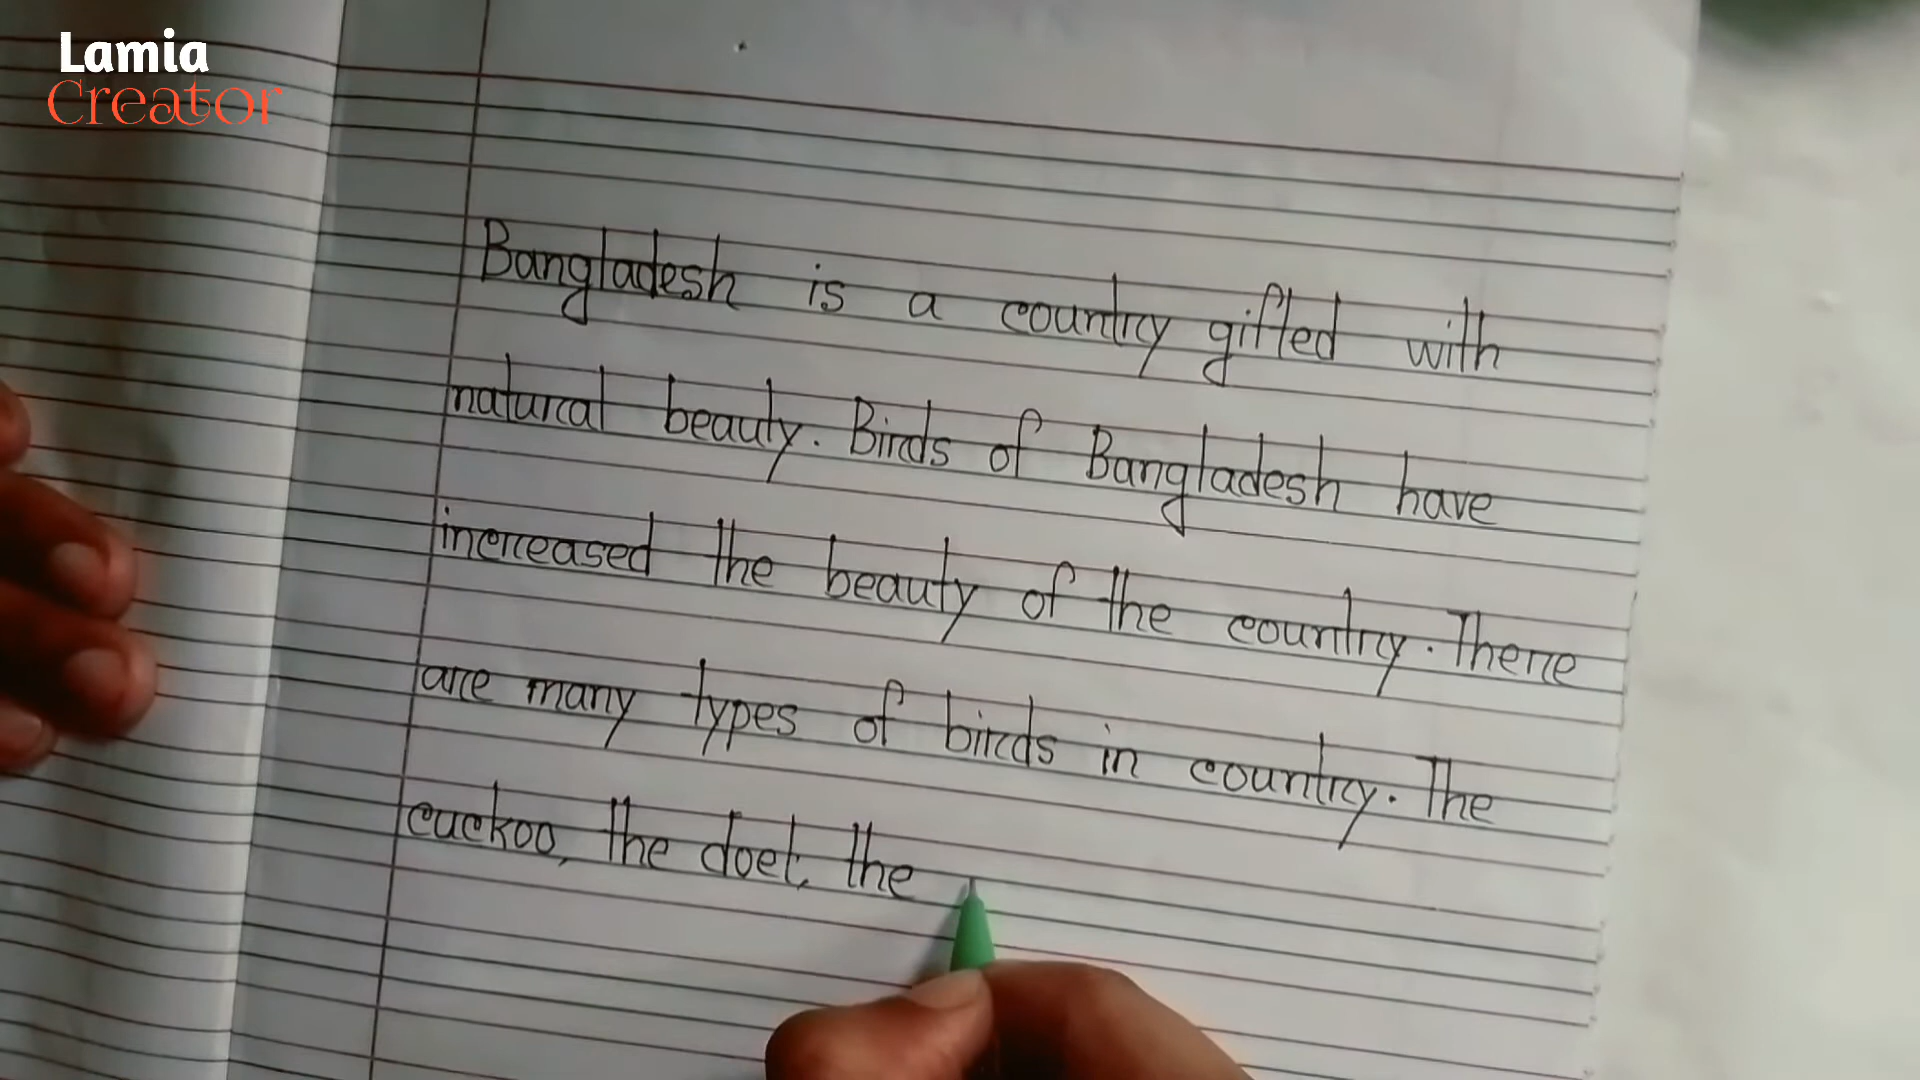 Lamia
Creator
Bangladesh is a country gifted with
natural beauty. Birds of Bangladesh have
increased the beauty of the country. There
are many types of birds in country. The
cuckoo, the doel, the